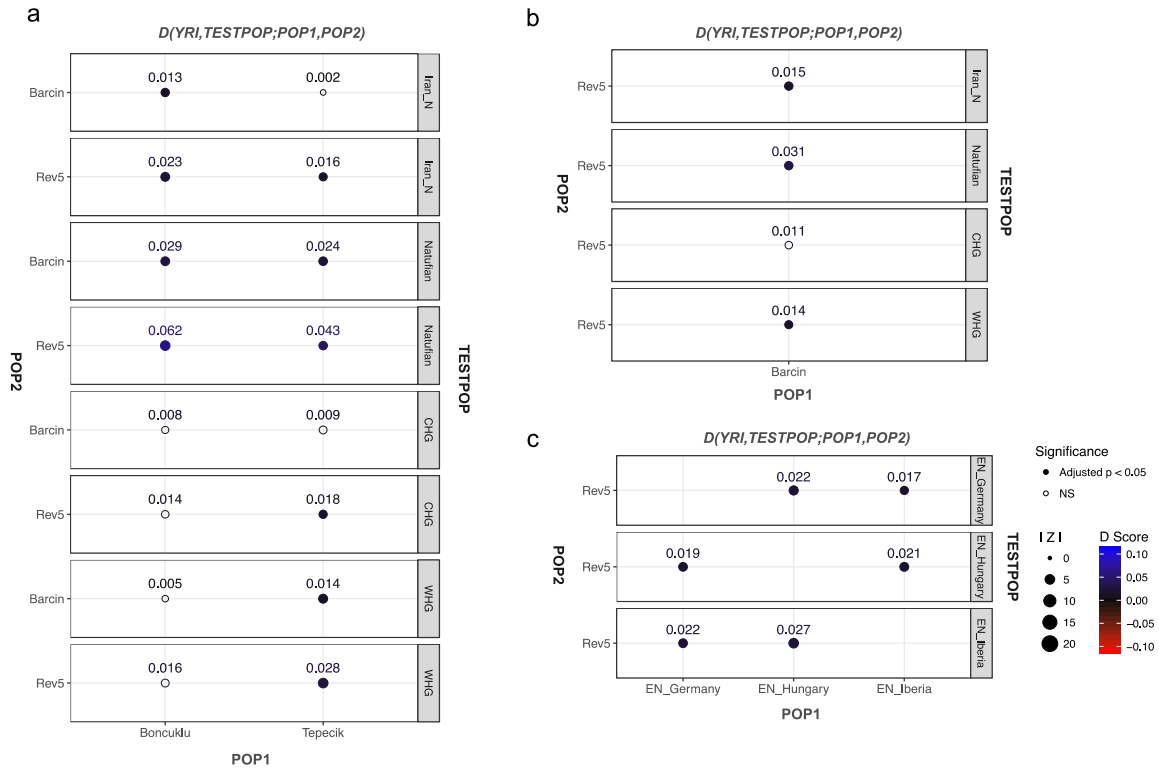 a
D(YRI,TESTPOP;POP1,POP2)
0.013 0.002
Barcin
Iran_N
0.023 0.016
Rev5
Iran_N
0.029 0.024
Barcin
Natufian
0.062 0.043
Rev5
Natufian
0.008 0.009
Barcin
CHG
0.014 0.018
Rev5
CHG
0.005 0.014
Barcin
WHG
0.016 0.028
Rev5
WHG
POP2
TESTPOP
Boncuklu Tepecik
POP1
b
D(YRI,TESTPOP;POP1,POP2)
0.015
Rev5
Iran_N
0.031
Rev5
Natufian
0.011
Rev5
CHG
0.014
Rev5
WHG
POP2
TESTPOP
Barcin
POP1
c
D(YRI,TESTPOP;POP1,POP2)
0.022 0.017
Rev5
EN_Germany
0.019 0.021
Rev5
EN_Hungary
0.022 0.027
Rev5
EN_Iberia
POP2
TESTPOP
EN_Germany EN_Hungary EN_Iberia
POP1
Significance
Adjusted p < 0.05
NS
I Z I
0
5
10
15
20
D Score
0.10
0.05
0.00
−0.05
−0.10